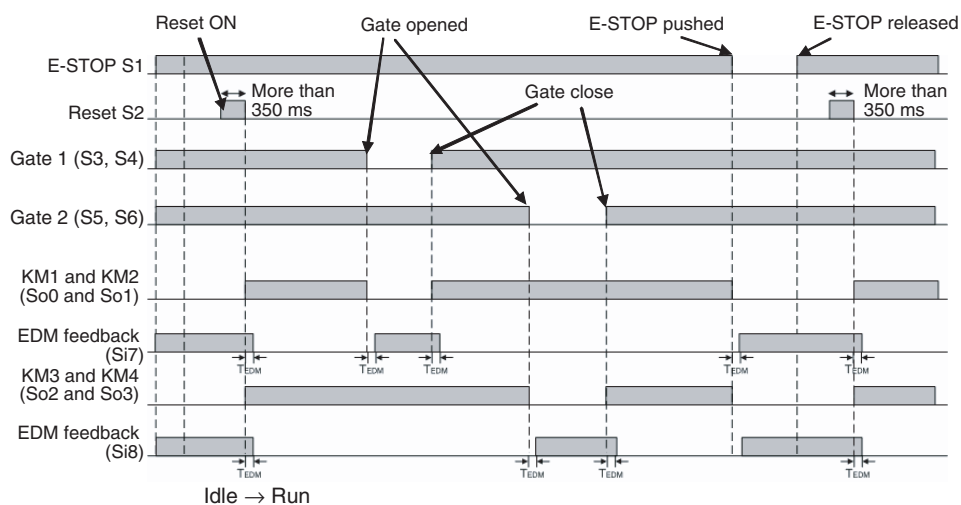 Reset ON
Gate opened
E-STOP pushed
E-STOP released
E-STOP S1
More than
350 ms
Reset S2
Gate close
More than
350 ms
Gate 1 (S3, S4)
Gate 2 (S5, S6)
KM1 and KM2
(So0 and So1)
EDM feedback
(Si7)
TEDM
TEDM
TEDM
TEDM
TEDM
KM3 and KM4
(So2 and So3)
EDM feedback
(Si8)
TEDM
TEDM
TEDM
TEDM
Idle → Run